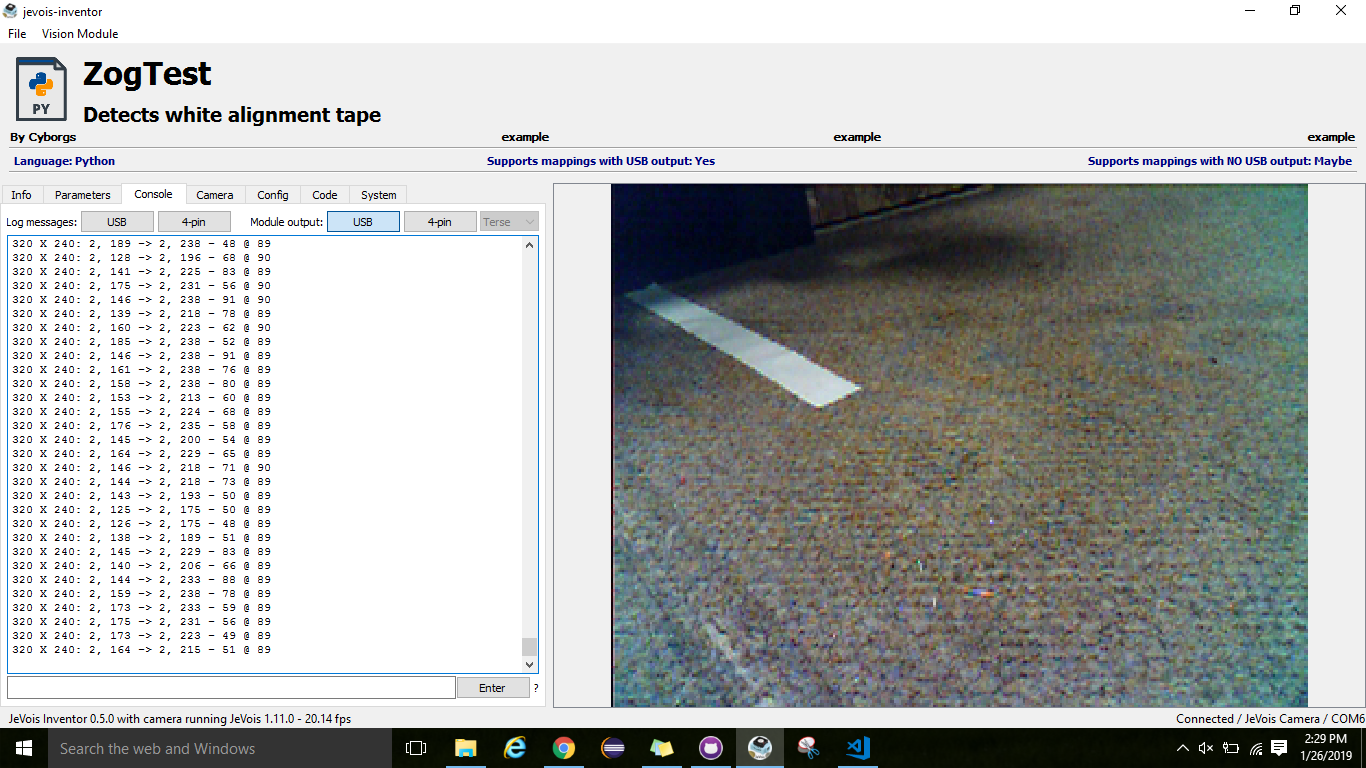 jevois-inventor
File Vision Module
PY
ZogTest
Detects white alignment tape
By Cyborgs example example example
Language: Python Supports mappings with USB output: Yes Supports mappings with NO USB output: Maybe
Info Parameters Console Camera Config Code System
Log messages: USB 4-pin Module output: USB 4-pin Terse
320 X 240: 2, 189 -> 2, 238 - 48 @ 89
320 X 240: 2, 128 -> 2, 196 - 68 @ 90
320 X 240: 2, 141 -> 2, 225 - 83 @ 89
320 X 240: 2, 175 -> 2, 231 - 56 @ 90
320 X 240: 2, 146 -> 2, 238 - 91 @ 90
320 X 240: 2, 139 -> 2, 218 - 78 @ 89
320 X 240: 2, 160 -> 2, 223 - 62 @ 90
320 X 240: 2, 185 -> 2, 238 - 52 @ 89
320 X 240: 2, 146 -> 2, 238 - 91 @ 89
320 X 240: 2, 161 -> 2, 238 - 76 @ 89
320 X 240: 2, 158 -> 2, 238 - 80 @ 89
320 X 240: 2, 153 -> 2, 213 - 60 @ 89
320 X 240: 2, 155 -> 2, 224 - 68 @ 89
320 X 240: 2, 176 -> 2, 235 - 58 @ 89
320 X 240: 2, 145 -> 2, 200 - 54 @ 89
320 X 240: 2, 164 -> 2, 229 - 65 @ 89
320 X 240: 2, 146 -> 2, 218 - 71 @ 90
320 X 240: 2, 144 -> 2, 218 - 73 @ 89
320 X 240: 2, 143 -> 2, 193 - 50 @ 89
320 X 240: 2, 125 -> 2, 175 - 50 @ 89
320 X 240: 2, 126 -> 2, 175 - 48 @ 89
320 X 240: 2, 138 -> 2, 189 - 51 @ 89
320 X 240: 2, 145 -> 2, 229 - 83 @ 89
320 X 240: 2, 140 -> 2, 206 - 66 @ 89
320 X 240: 2, 144 -> 2, 233 - 88 @ 89
320 X 240: 2, 159 -> 2, 238 - 78 @ 89
320 X 240: 2, 173 -> 2, 233 - 59 @ 89
320 X 240: 2, 175 -> 2, 231 - 56 @ 89
320 X 240: 2, 173 -> 2, 223 - 49 @ 89
320 X 240: 2, 164 -> 2, 215 - 51 @ 89
Enter ?
JeVois Inventor 0.5.0 with camera running JeVois 1.11.0 - 20.14 fps Connected / JeVois Camera / COM6
Search the web and Windows
2:29 PM
1/26/2019